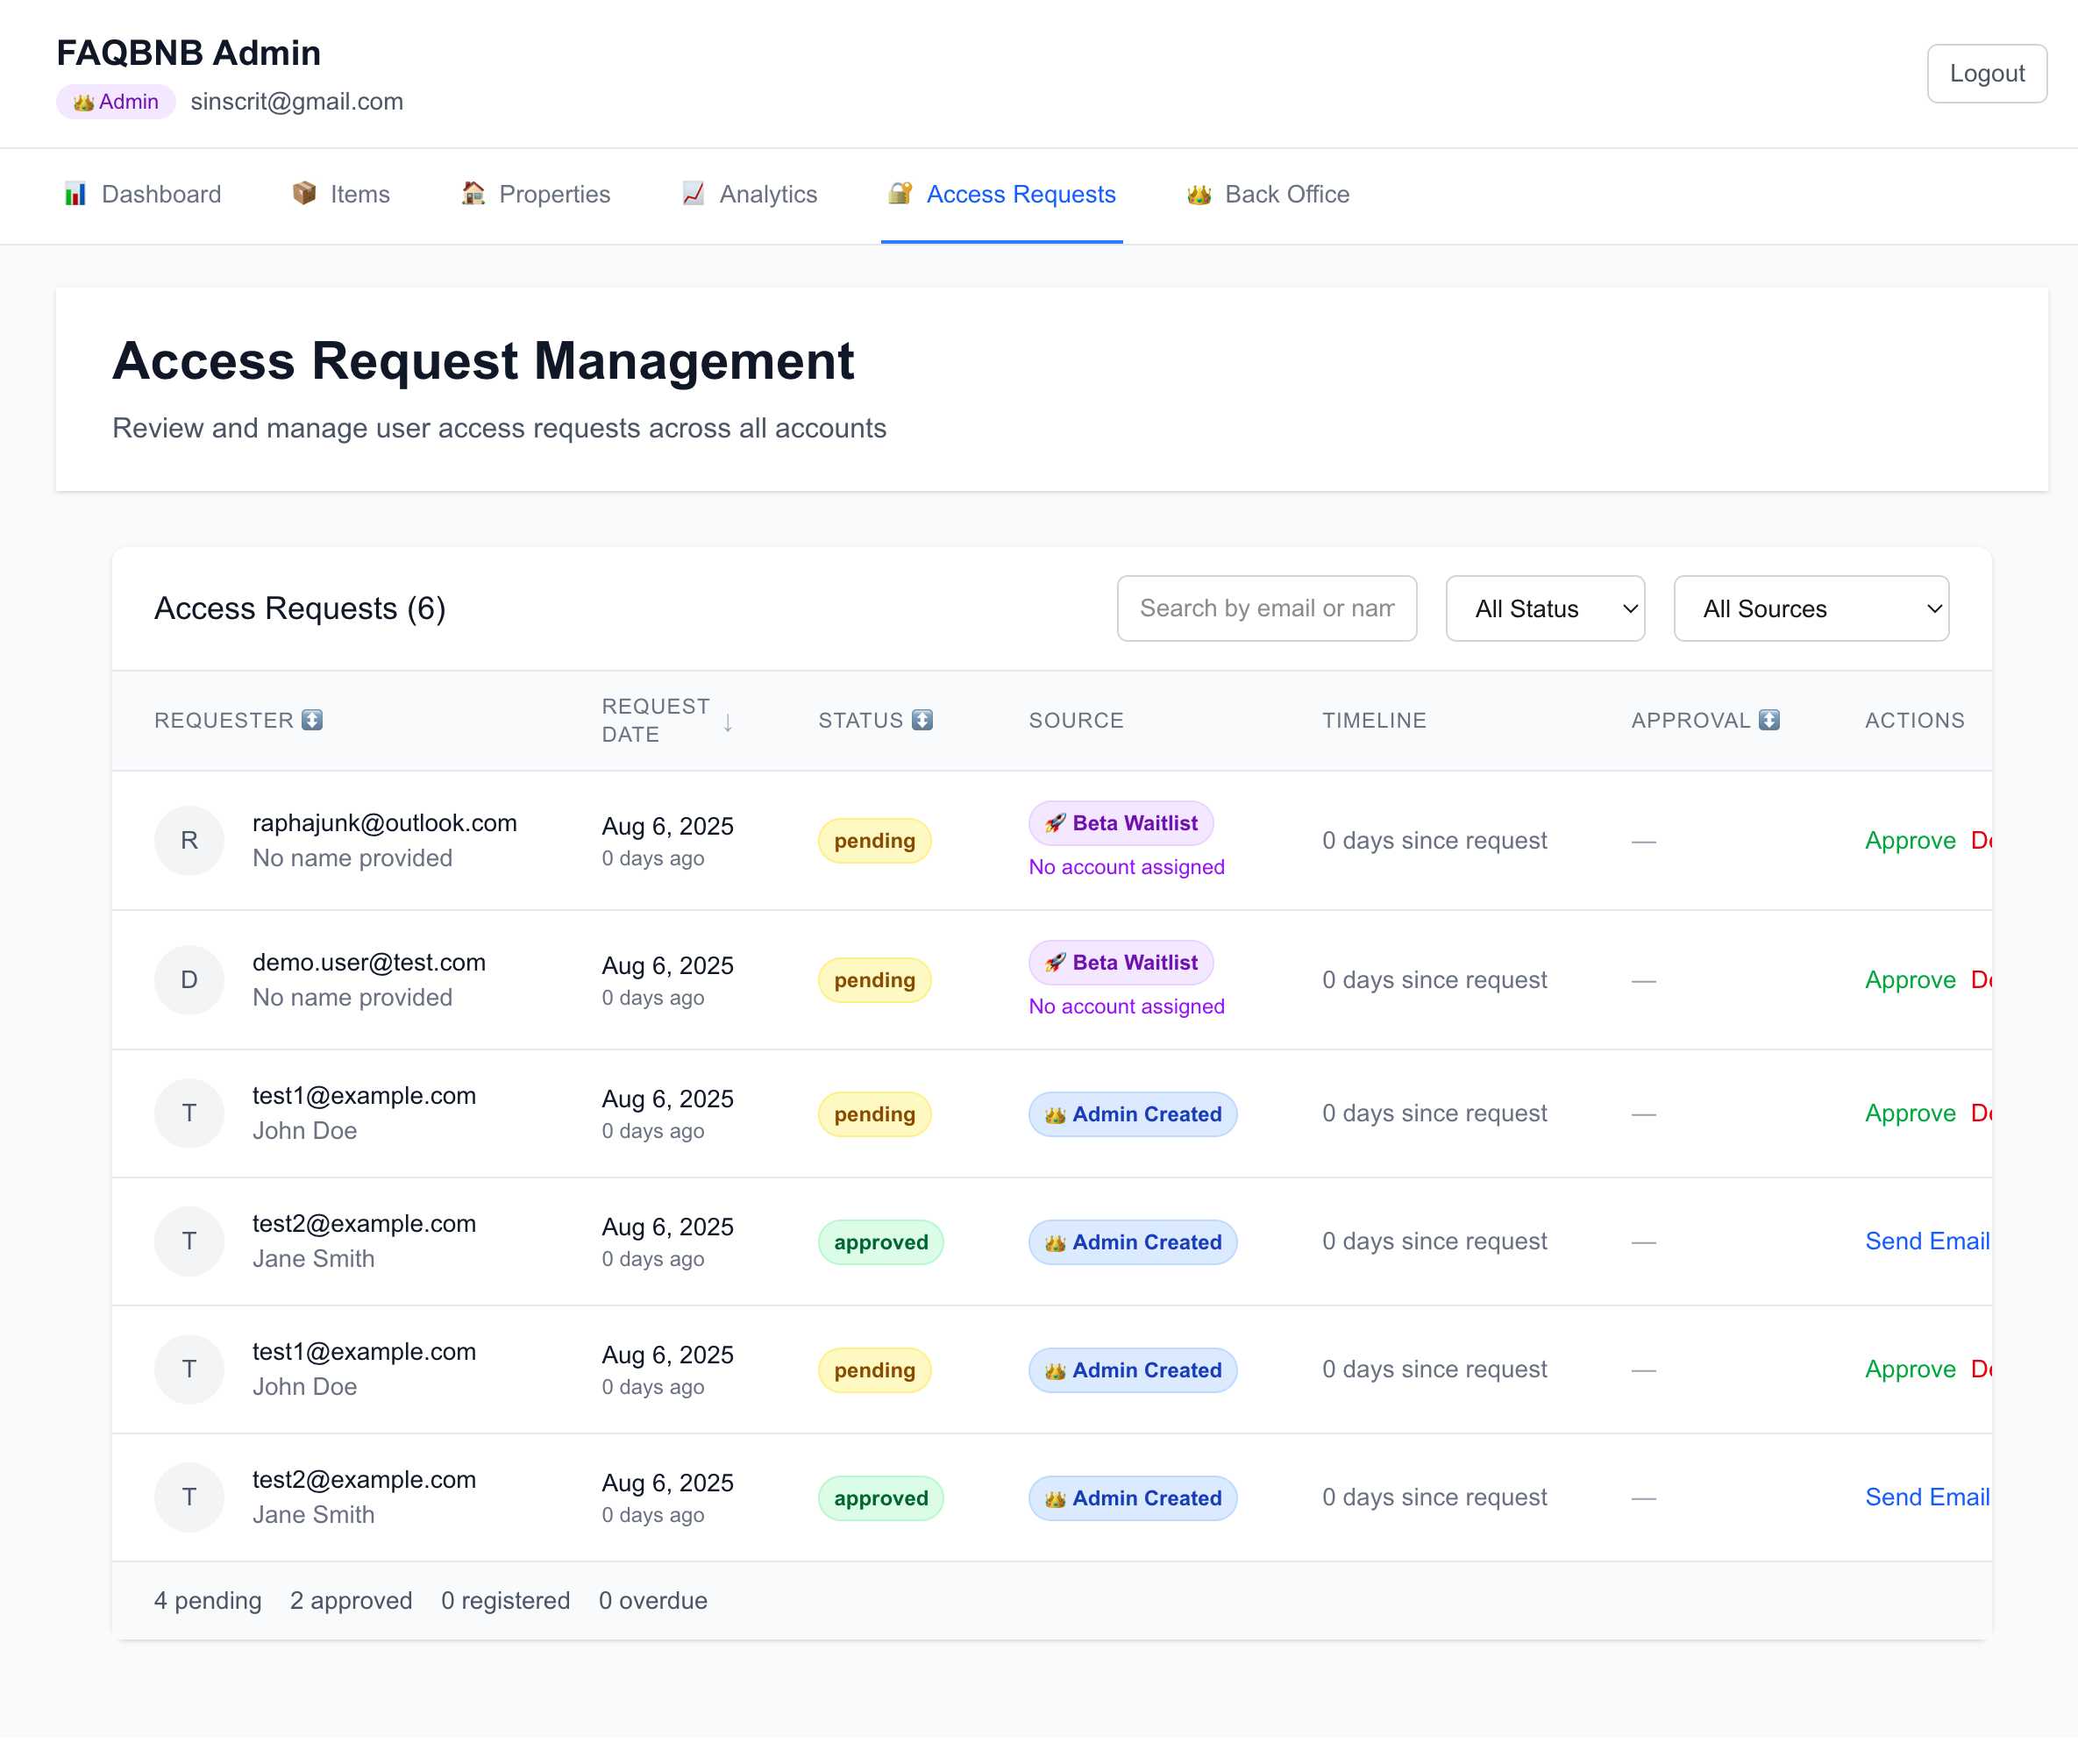 FAQBNB Admin
Admin sinscrit@gmail.com
Logout
Dashboard Items Properties Analytics Access Requests Back Office
Access Request Management
Review and manage user access requests across all accounts
Access Requests (6)
Search by email or nam All Status All Sources
REQUESTER REQUEST DATE ↓ STATUS SOURCE TIMELINE APPROVAL ACTIONS
R raphajunk@outlook.com Aug 6, 2025 pending Beta Waitlist 0 days since request — Approve
No name provided 0 days ago No account assigned
D demo.user@test.com Aug 6, 2025 pending Beta Waitlist 0 days since request — Approve
No name provided 0 days ago No account assigned
T test1@example.com Aug 6, 2025 pending Admin Created 0 days since request — Approve
John Doe 0 days ago
T test2@example.com Aug 6, 2025 approved Admin Created 0 days since request — Send Email
Jane Smith 0 days ago
T test1@example.com Aug 6, 2025 pending Admin Created 0 days since request — Approve
John Doe 0 days ago
T test2@example.com Aug 6, 2025 approved Admin Created 0 days since request — Send Email
Jane Smith 0 days ago
4 pending 2 approved 0 registered 0 overdue